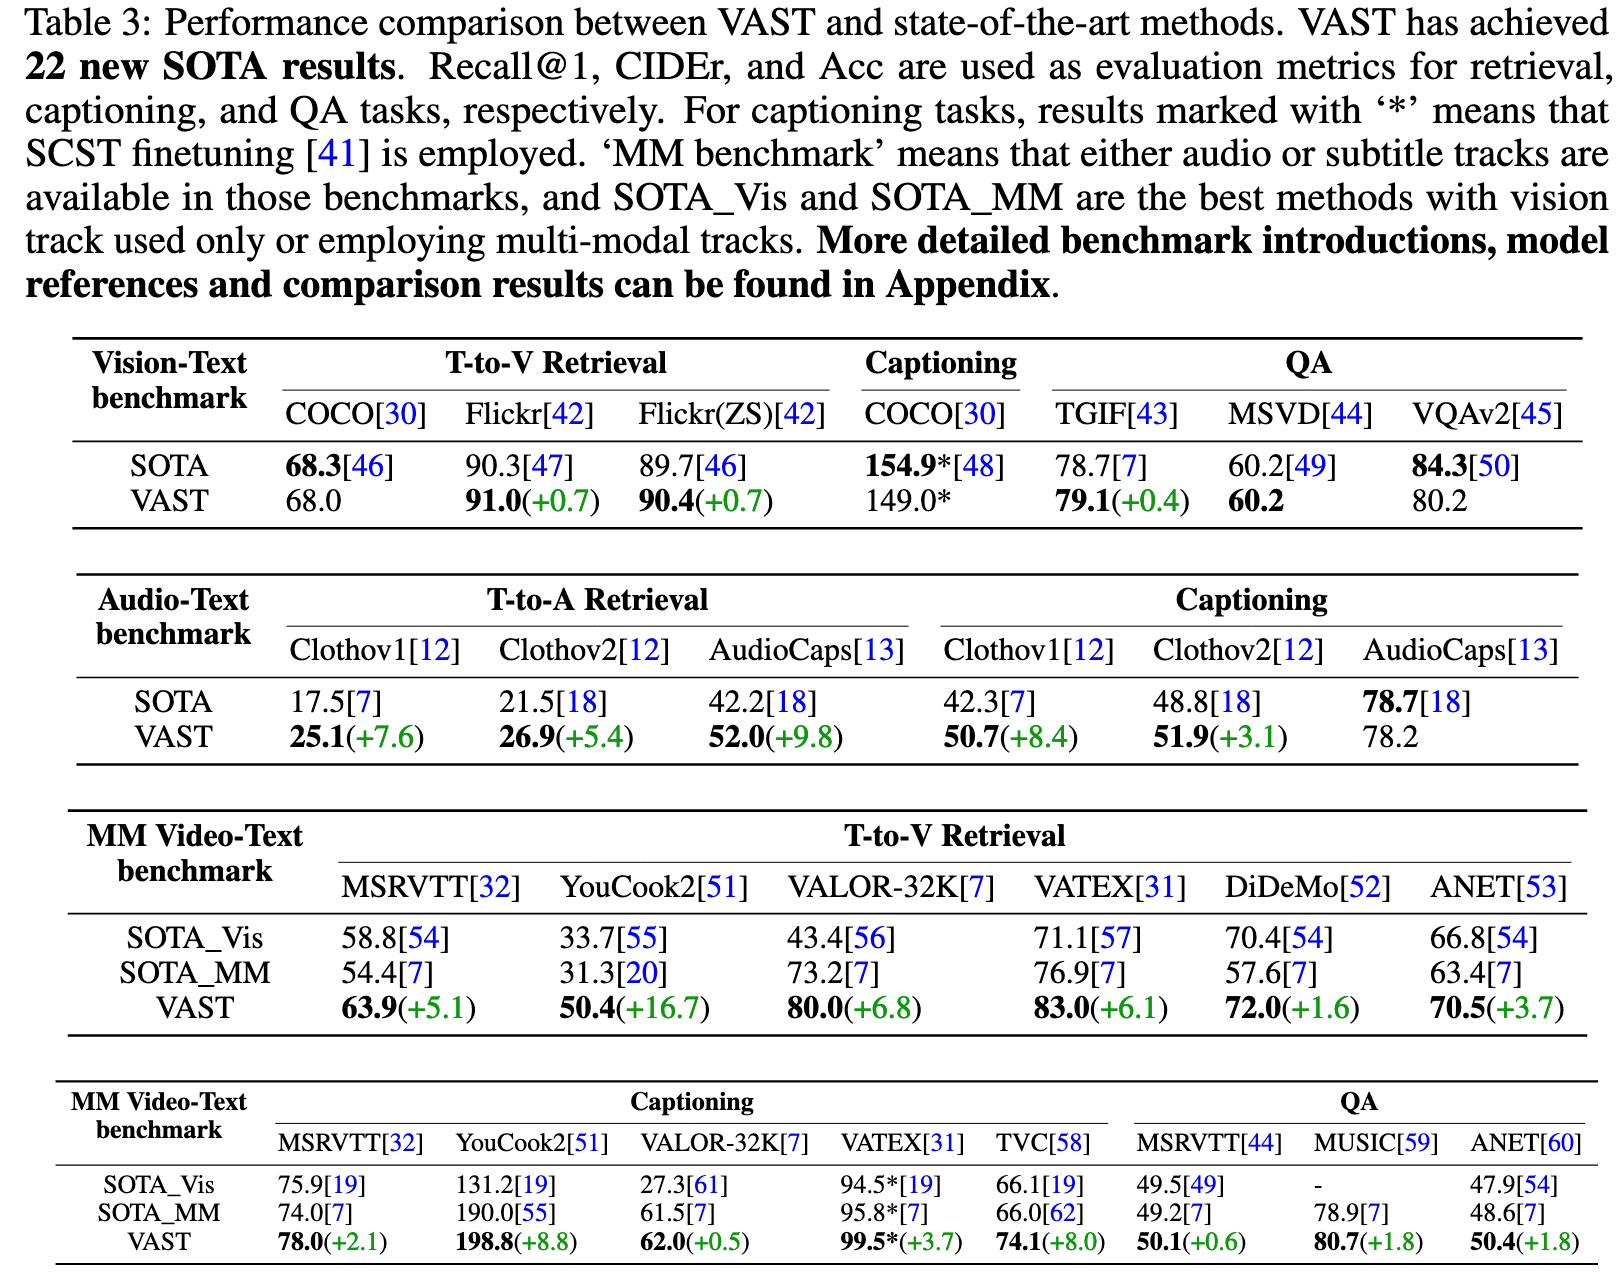 Table 3: Performance comparison between VAST and state-of-the-art methods. VAST has achieved
22 new SOTA results. Recall@1, CIDEr, and Acc are used as evaluation metrics for retrieval,
captioning, and QA tasks, respectively. For captioning tasks, results marked with ‘*’ means that
SCST finetuning [41] is employed. ‘MM benchmark’ means that either audio or subtitle tracks are
available in those benchmarks, and SOTA_Vis and SOTA_MM are the best methods with vision
track used only or employing multi-modal tracks. More detailed benchmark introductions, model
references and comparison results can be found in Appendix.
Vision-Text benchmark T-to-V Retrieval Captioning QA
COCO[30] Flickr[42] Flickr(ZS)[42] COCO[30] TGIF[43] MSVD[44] VQAv2[45]
SOTA 68.3[46] 90.3[47] 89.7[46] 154.9*[48] 78.7[7] 60.2[49] 84.3[50]
VAST 68.0 91.0(+0.7) 90.4(+0.7) 149.0* 79.1(+0.4) 60.2 80.2
Audio-Text benchmark T-to-A Retrieval Captioning
Clothov1[12] Clothov2[12] AudioCaps[13] Clothov1[12] Clothov2[12] AudioCaps[13]
SOTA 17.5[7] 21.5[18] 42.2[18] 42.3[7] 48.8[18] 78.7[18]
VAST 25.1(+7.6) 26.9(+5.4) 52.0(+9.8) 50.7(+8.4) 51.9(+3.1) 78.2
MM Video-Text benchmark T-to-V Retrieval
MSRVTT[32] YouCook2[51] VALOR-32K[7] VATEX[31] DiDeMo[52] ANET[53]
SOTA_Vis 58.8[54] 33.7[55] 43.4[56] 71.1[57] 70.4[54] 66.8[54]
SOTA_MM 54.4[7] 31.3[20] 73.2[7] 76.9[7] 57.6[7] 63.4[7]
VAST 63.9(+5.1) 50.4(+16.7) 80.0(+6.8) 83.0(+6.1) 72.0(+1.6) 70.5(+3.7)
MM Video-Text benchmark Captioning QA
MSRVTT[32] YouCook2[51] VALOR-32K[7] VATEX[31] TVC[58] MSRVTT[44] MUSIC[59] ANET[60]
SOTA_Vis 75.9[19] 131.2[19] 27.3[61] 94.5*[19] 66.1[19] 49.5[49] - 47.9[54]
SOTA_MM 74.0[7] 190.0[55] 61.5[7] 95.8*[7] 66.0[62] 49.2[7] 78.9[7] 48.6[7]
VAST 78.0(+2.1) 198.8(+8.8) 62.0(+0.5) 99.5*(+3.7) 74.1(+8.0) 50.1(+0.6) 80.7(+1.8) 50.4(+1.8)